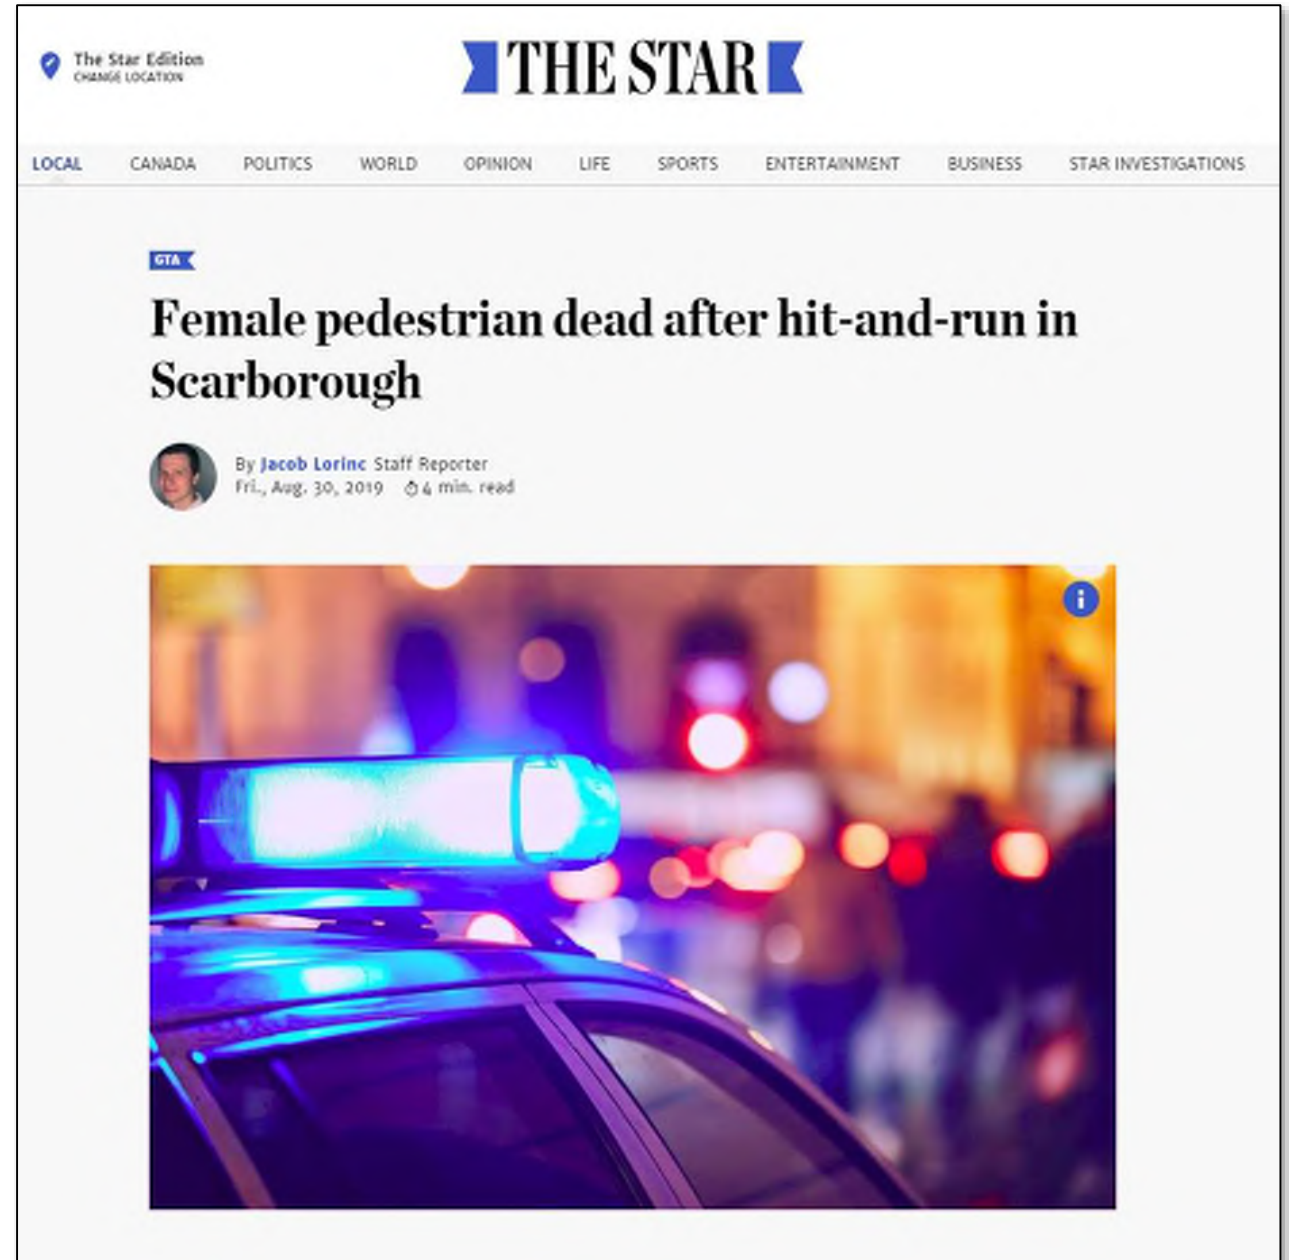 The Star Edition
CHANGE LOCATION
THE STAR
LOCAL CANADA POLITICS WORLD OPINION LIFE SPORTS ENTERTAINMENT BUSINESS STAR INVESTIGATIONS
GTA
Female pedestrian dead after hit-and-run in
Scarborough
By Jacob Lorinc Staff Reporter
Fri., Aug. 30, 2019 4 min. read
i